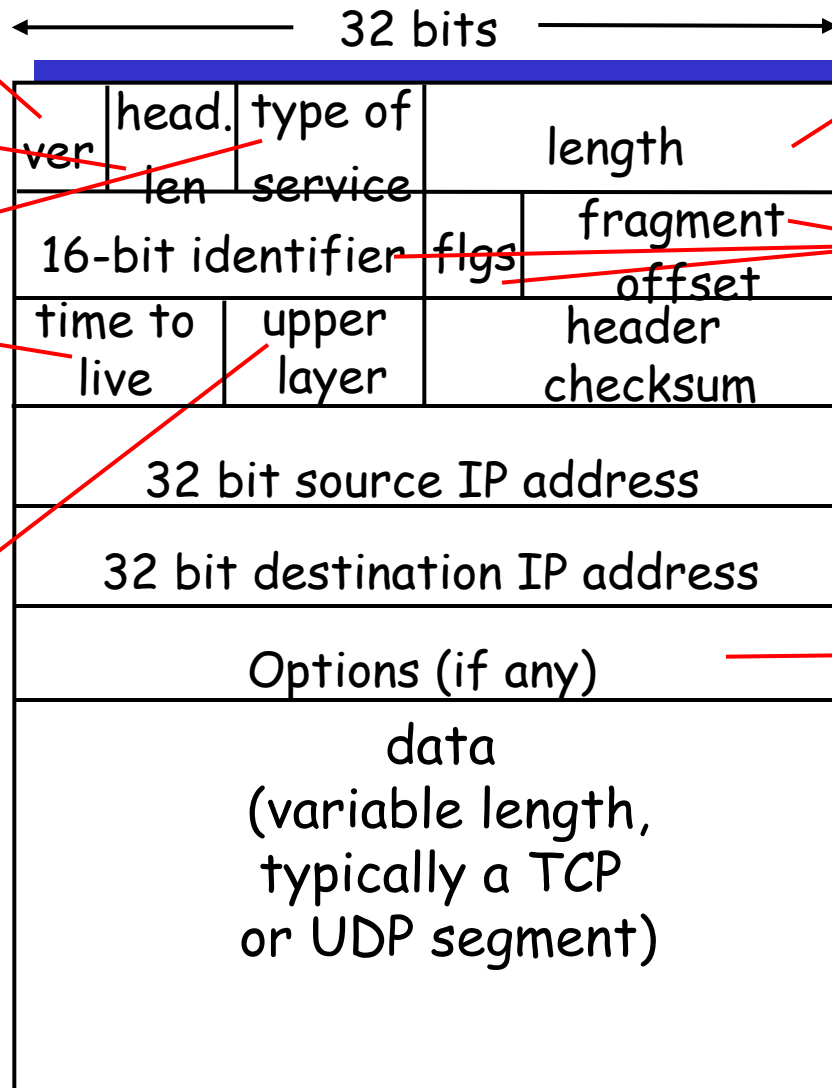 32 bits
ver
head.
len
type of
service
length
16-bit identifier
flgs
fragment
offset
time to
live
upper
layer
header
checksum
32 bit source IP address
32 bit destination IP address
Options (if any)
data
(variable length,
typically a TCP
or UDP segment)